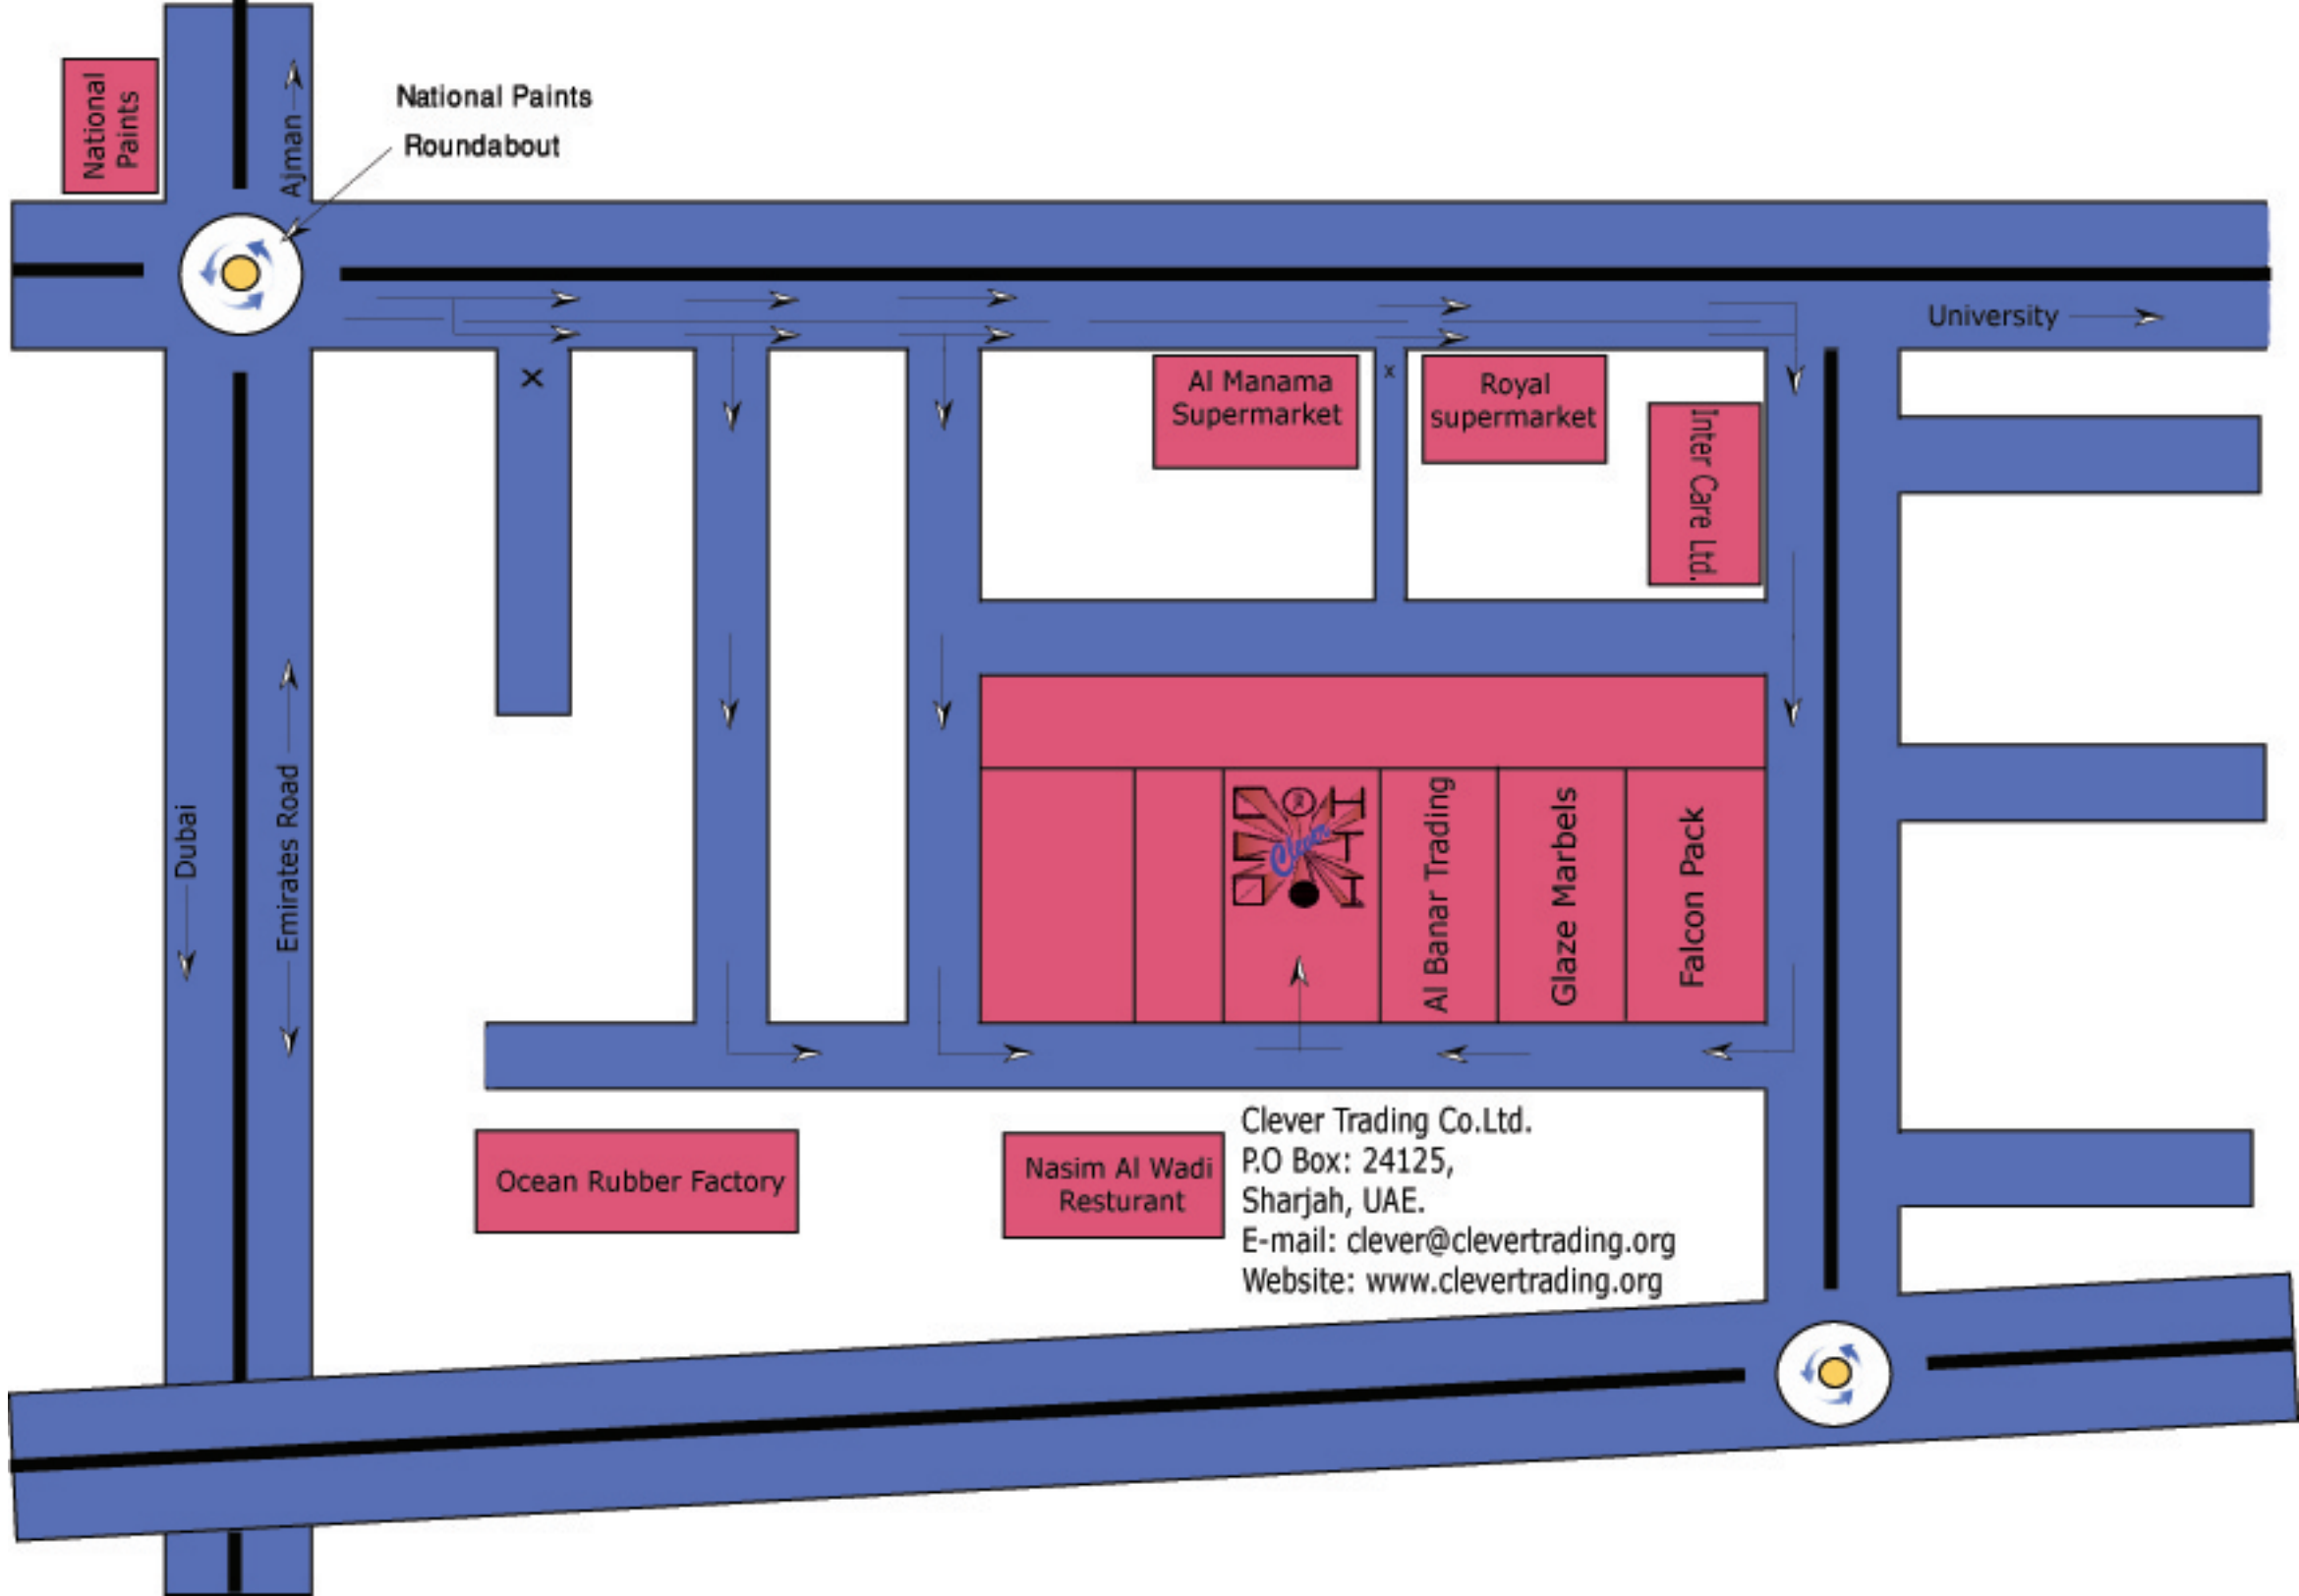 National
Paints
Ajman
National Paints
Roundabout
University
x
x
Al Manama
Supermarket
Royal
supermarket
Inter Care Ltd.
Dubai
Emirates Road
Clever
Al Banar Trading
Glaze Marbels
Falcon Pack
Ocean Rubber Factory
Nasim Al Wadi
Resturant
Clever Trading Co.Ltd.
P.O Box: 24125,
Sharjah, UAE.
E-mail: clever@clevertrading.org
Website: www.clevertrading.org